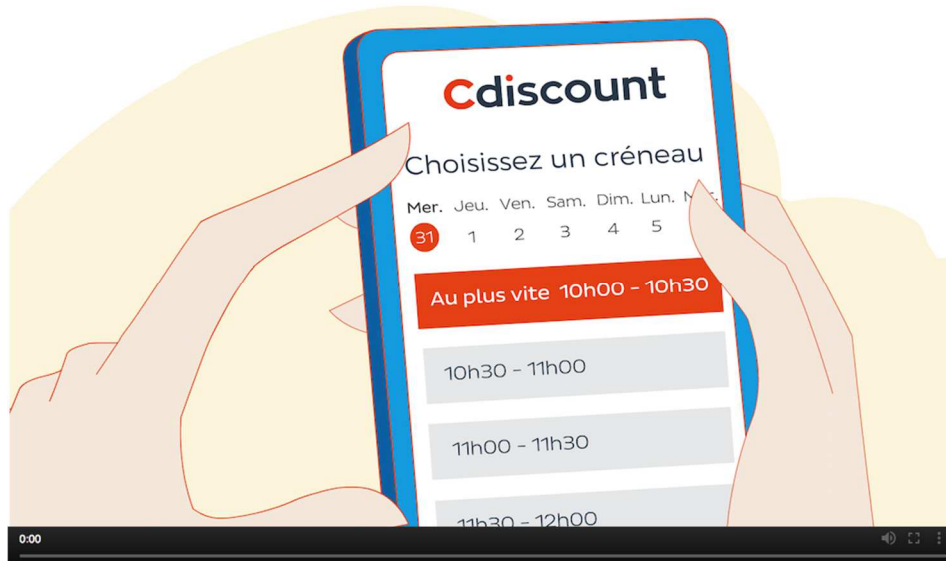 Cdiscount
Choisissez un créneau
Mer. Jeu. Ven. Sam. Dim. Lun.
31 1 2 3 4 5
Au plus vite 10h00 - 10h30
10h30 - 11h00
11h00 - 11h30
11h30 - 12h00
0:00